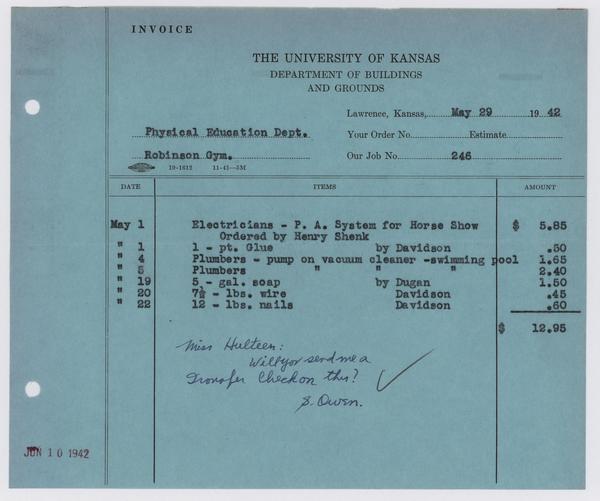 INVOICE
THE UNIVERSITY OF KANSAS
DEPARTMENT OF BUILDINGS
AND GROUNDS
Lawrence, Kansas, May 29 1942
Physical Education Dept. Your Order No. Estimate
Robinson Gym. Our Job No. 246
19-1612 11-41-5M
DATE ITEMS AMOUNT
May 1 Electricians - P. A. System for Horse Show $ 5.85
Ordered by Henry Shenk
" 1 1 - pt. Glue by Davidson .50
" 4 Plumbers - pump on vacuum cleaner -swimming pool 1.65
" 5 Plumbers " " " 2.40
" 19 5 - gal. soap by Dugan 1.50
" 20 7½ - lbs. wire Davidson .45
" 22 12 - lbs. nails Davidson .60
$ 12.95
Miss Hulteen:
Will you send me a
Transfer Check on this? ✓
S. Owen.
JUN 10 1942